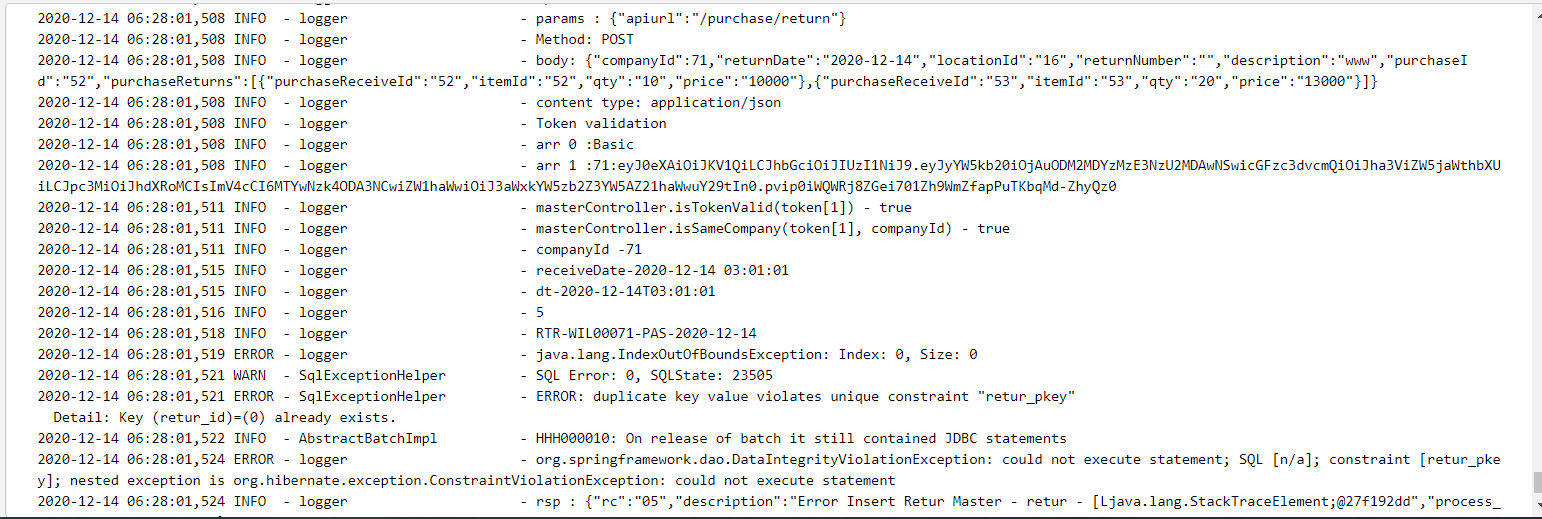 2020-12-14 06:28:01,508 INFO  - logger                     - params : {"apiurl":"/purchase/return"}
2020-12-14 06:28:01,508 INFO  - logger                     - Method: POST
2020-12-14 06:28:01,508 INFO  - logger                     - body: {"companyId":71,"returnDate":"2020-12-14","locationId":"16","returnNumber":"","description":"www","purchaseI
d":"52","purchaseReturns":[{"purchaseReceiveId":"52","itemId":"52","qty":"10","price":"10000"},{"purchaseReceiveId":"53","itemId":"53","qty":"20","price":"13000"}]}
2020-12-14 06:28:01,508 INFO  - logger                     - content type: application/json
2020-12-14 06:28:01,508 INFO  - logger                     - Token validation
2020-12-14 06:28:01,508 INFO  - logger                     - arr 0 :Basic
2020-12-14 06:28:01,508 INFO  - logger                     - arr 1 :71:eyJ0eXAiOiJKV1QiLCJhbGciOiJIUzI1NiJ9.eyJyYW5kb20iOjAuODM2MDYzMzE3NzU2MDAwNSwicGFzc3dvcmQiOiJha3ViZW5jaWthbXU
iLCJpc3MiOiJhdXRoMCIsImV4cCI6MTYwNzk4ODA3NCwiZW1haWwiOiJ3aWxkYW5zb2Z3YW5AZ21haWwuY29tIn0.pvip0iWQWRj8ZGei701Zh9WmZfapPuTKbqMd-ZhyQz0
2020-12-14 06:28:01,511 INFO  - logger                     - masterController.isTokenValid(token[1]) - true
2020-12-14 06:28:01,511 INFO  - logger                     - masterController.isSameCompany(token[1], companyId) - true
2020-12-14 06:28:01,511 INFO  - logger                     - companyId -71
2020-12-14 06:28:01,515 INFO  - logger                     - receiveDate-2020-12-14 03:01:01
2020-12-14 06:28:01,515 INFO  - logger                     - dt-2020-12-14T03:01:01
2020-12-14 06:28:01,516 INFO  - logger                     - 5
2020-12-14 06:28:01,518 INFO  - logger                     - RTR-WIL00071-PAS-2020-12-14
2020-12-14 06:28:01,519 ERROR - logger                     - java.lang.IndexOutOfBoundsException: Index: 0, Size: 0
2020-12-14 06:28:01,521 WARN  - SqlExceptionHelper         - SQL Error: 0, SQLState: 23505
2020-12-14 06:28:01,521 ERROR - SqlExceptionHelper         - ERROR: duplicate key value violates unique constraint "retur_pkey"
  Detail: Key (retur_id)=(0) already exists.
2020-12-14 06:28:01,522 INFO  - AbstractBatchImpl          - HHH000010: On release of batch it still contained JDBC statements
2020-12-14 06:28:01,524 ERROR - logger                     - org.springframework.dao.DataIntegrityViolationException: could not execute statement; SQL [n/a]; constraint [retur_pke
y]; nested exception is org.hibernate.exception.ConstraintViolationException: could not execute statement
2020-12-14 06:28:01,524 INFO  - logger                     - rsp : {"rc":"05","description":"Error Insert Retur Master - retur - [Ljava.lang.StackTraceElement;@27f192dd","process_